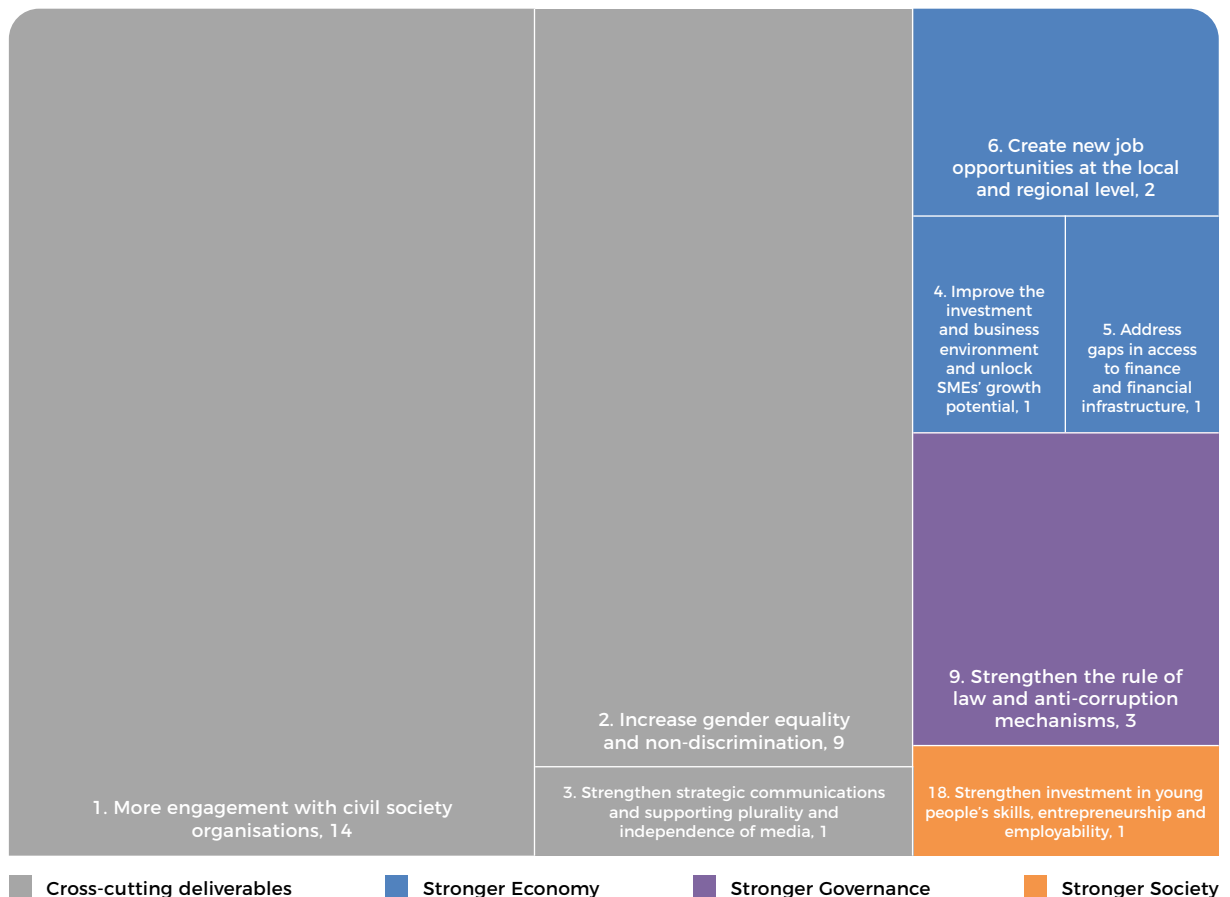 1. More engagement with civil society
organisations, 14
2. Increase gender equality
and non-discrimination, 9
3. Strengthen strategic communications
and supporting plurality and
independence of media, 1
6. Create new job
opportunities at the local
and regional level, 2
4. Improve the
investment
and business
environment
and unlock
SMEs’ growth
potential, 1
5. Address
gaps in access
to finance
and financial
infrastructure, 1
9. Strengthen the rule of
law and anti-corruption
mechanisms, 3
18. Strengthen investment in young
people’s skills, entrepreneurship and
employability, 1
Cross-cutting deliverables
Stronger Economy
Stronger Governance
Stronger Society